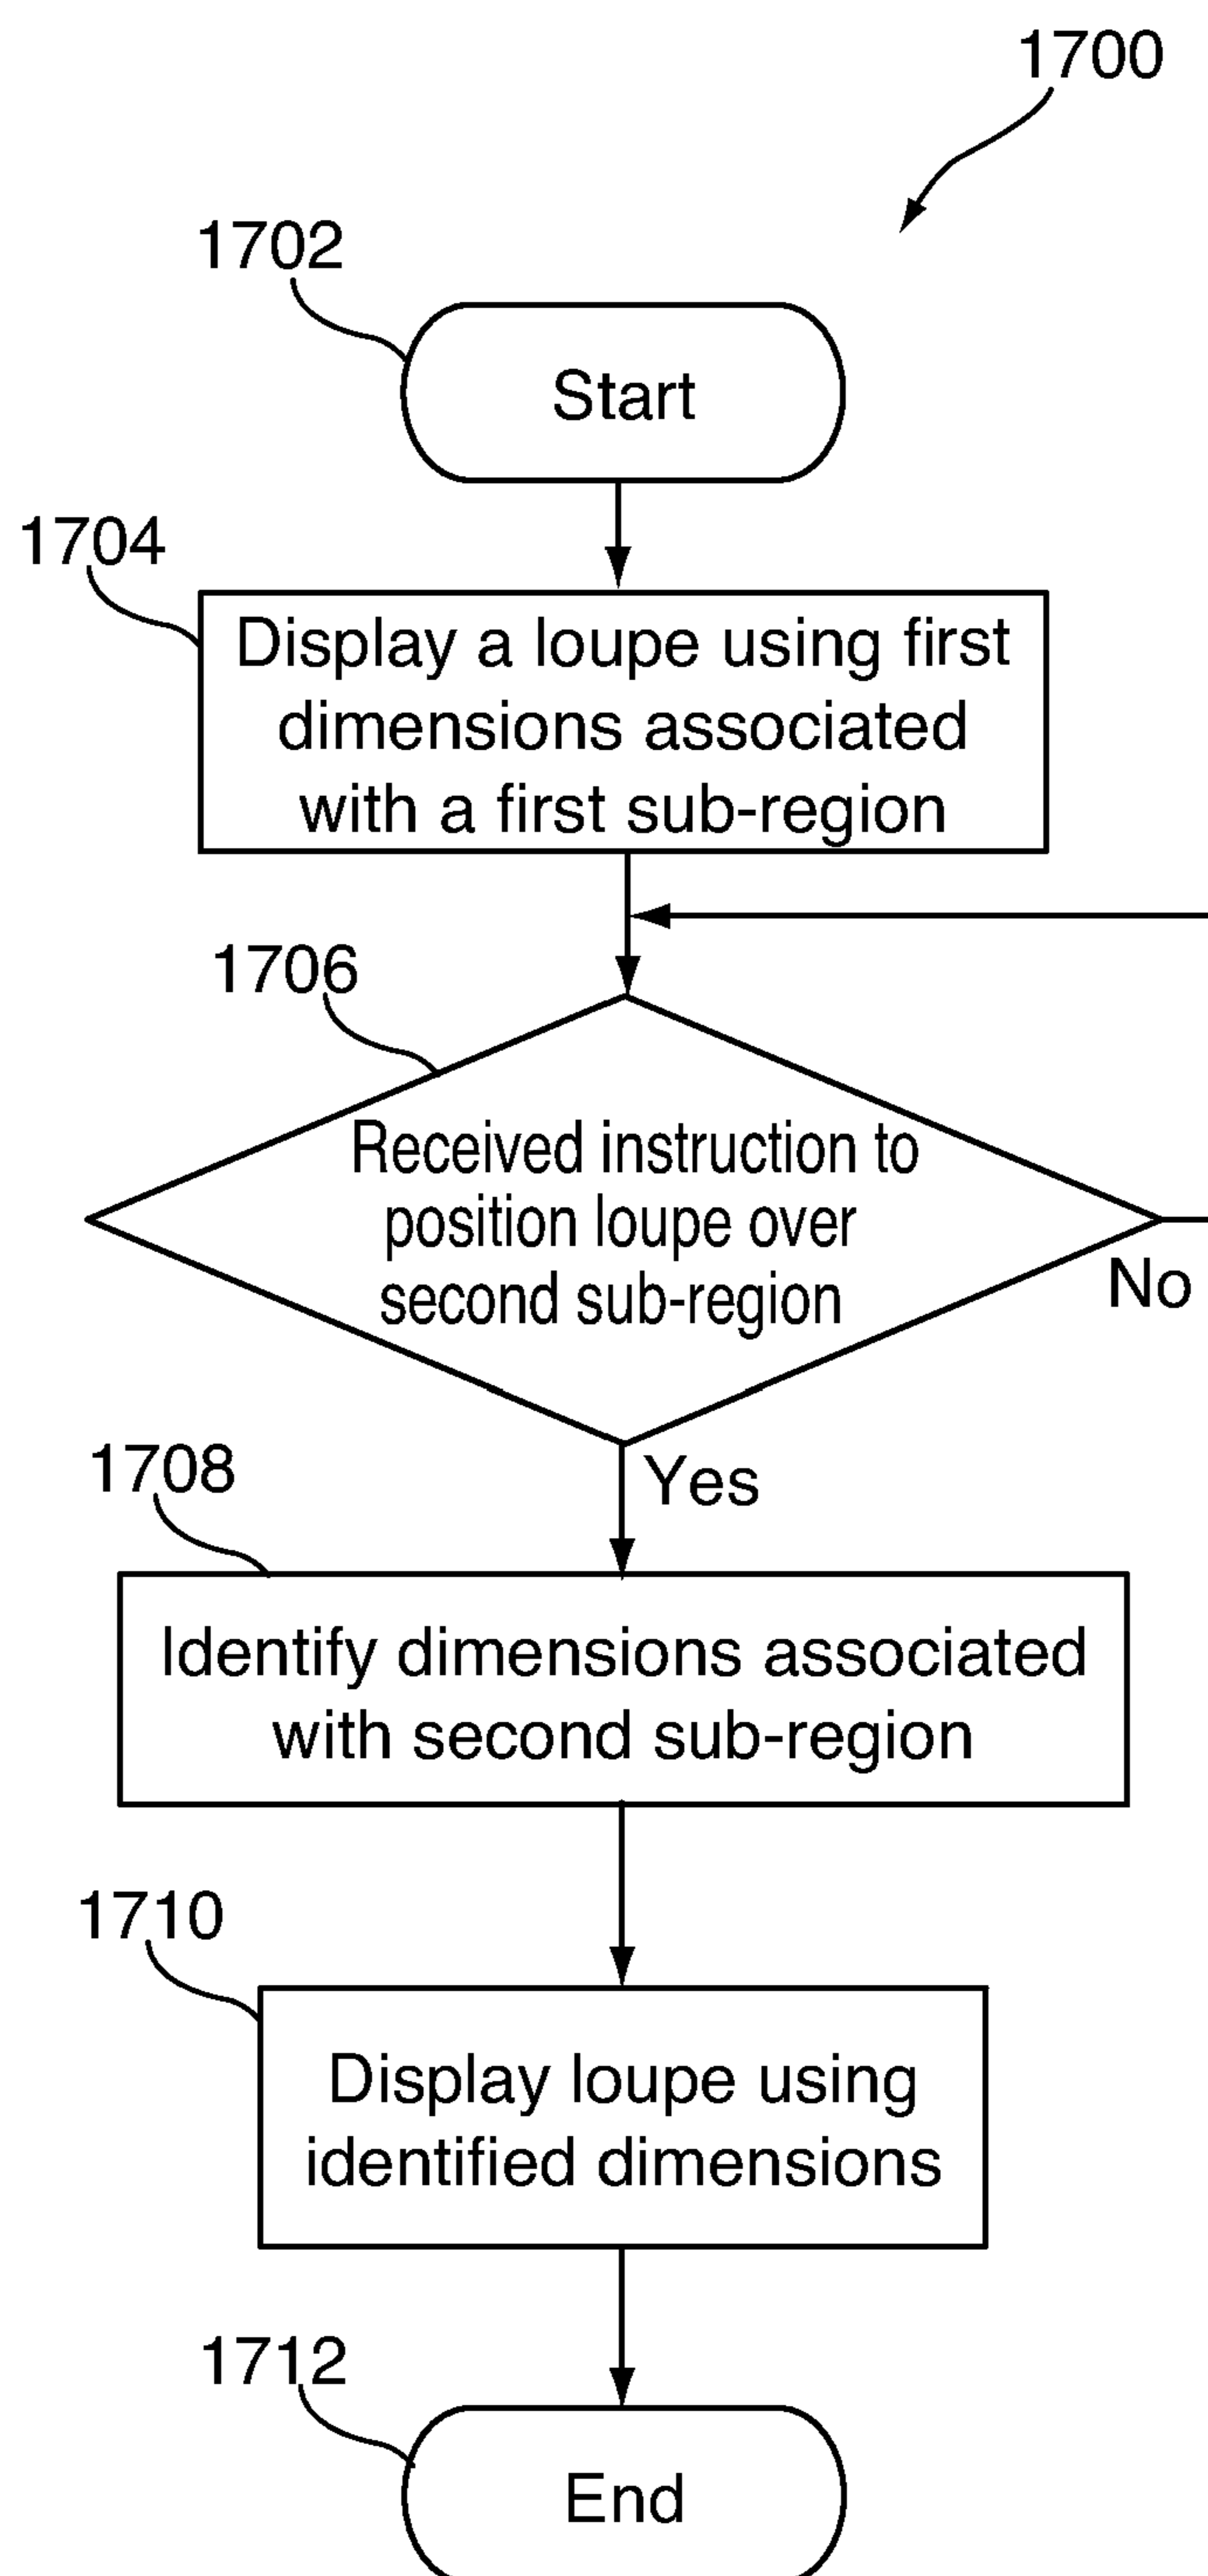 1700
1702
Start
1704
Display a loupe using first
dimensions associated
with a first sub-region
1706
Received instruction to
position loupe over
second sub-region
No
Yes
1708
Identify dimensions associated
with second sub-region
1710
Display loupe using
identified dimensions
1712
End